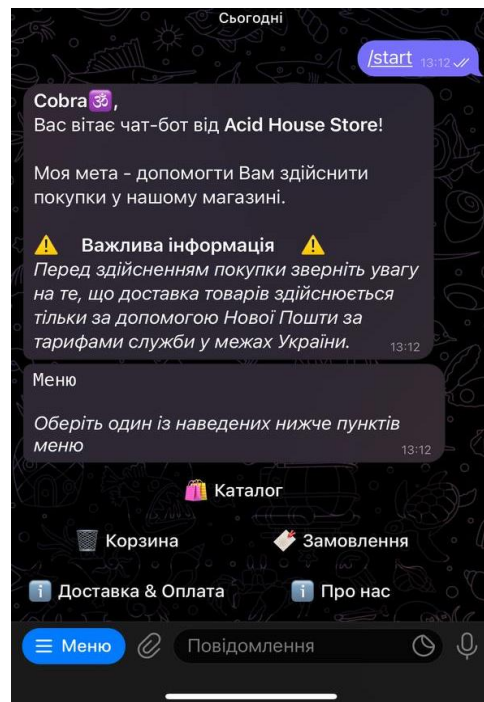 Сьогодні
/start 13:12
Cobra🕉️,
Вас вітає чат-бот від Acid House Store!
Моя мета - допомогти Вам здійснити
покупки у нашому магазині.
⚠️ Важлива інформація ⚠️
Перед здійсненням покупки зверніть увагу
на те, що доставка товарів здійснюється
тільки за допомогою Нової Пошти за
тарифами служби у межах України. 13:12
Меню
Оберіть один із наведених нижче пунктів
меню 13:12
🛍️ Каталог
🗑️ Корзина
🏷️ Замовлення
ℹ️ Доставка & Оплата
ℹ️ Про нас
Меню
Повідомлення